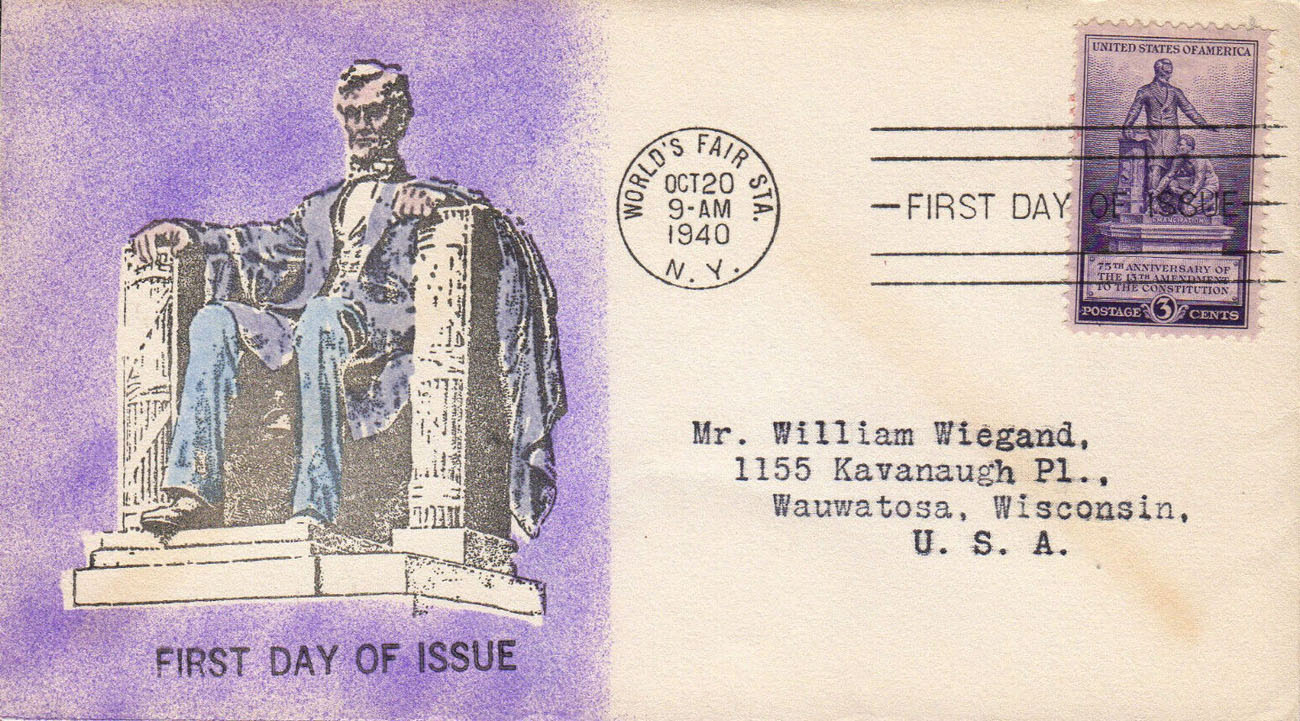 UNITED STATES OF AMERICA
WORLD'S FAIR STA.
OCT 20
9-AM
1940
N. Y.
FIRST DAY OF ISSUE
EMANCIPATION
75TH ANNIVERSARY OF
THE 13TH AMENDMENT
TO THE CONSTITUTION
POSTAGE 3 CENTS
Mr. William Wiegand,
1155 Kavanaugh Pl.,
Wauwatosa, Wisconsin,
U. S. A.
FIRST DAY OF ISSUE